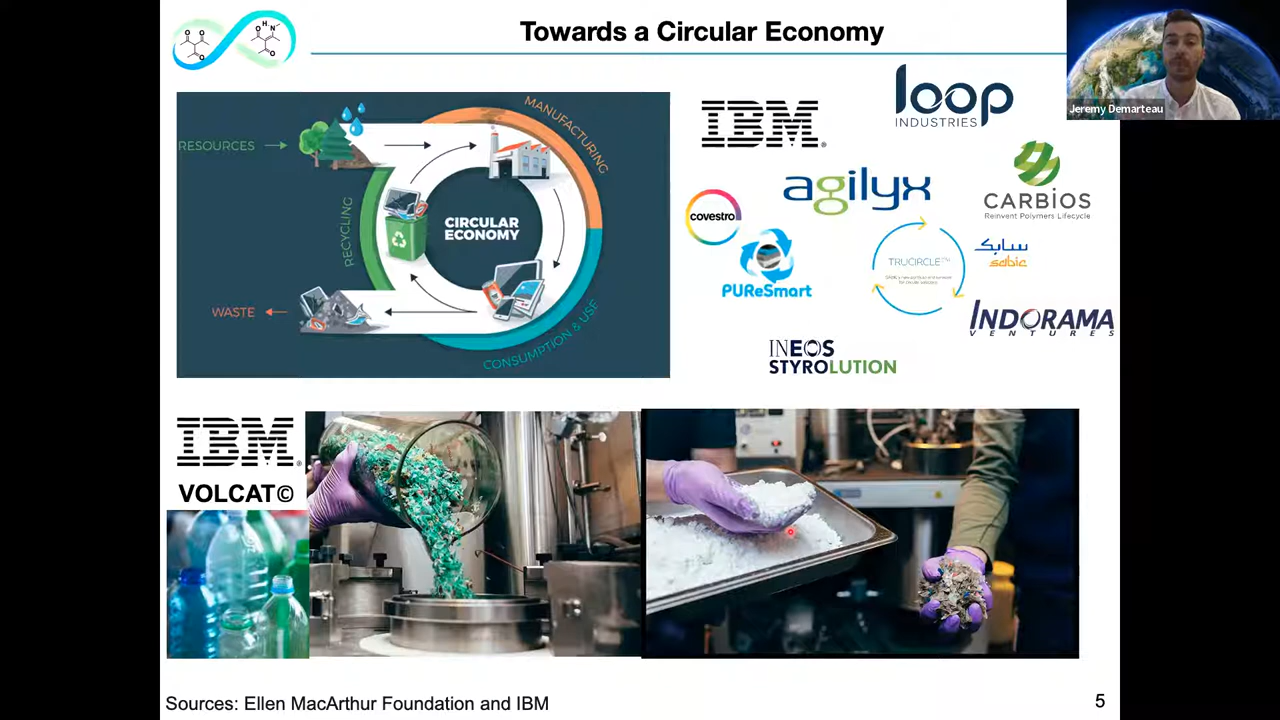 Towards a Circular Economy
Jeremy Demarteau
RESOURCES
MANUFACTURING
RECYCLING
CIRCULAR
ECONOMY
WASTE
CONSUMPTION & USE
IBM
loop
INDUSTRIES
agilyx
CARBIOS
Reinvent Polymers Lifecycle
covestro
PUReSmart
TRUCIRCLE™
سابك
sabic
INDORAMA
VENTURES
INEOS
STYROLUTION
IBM
VOLCAT©
Sources: Ellen MacArthur Foundation and IBM
5